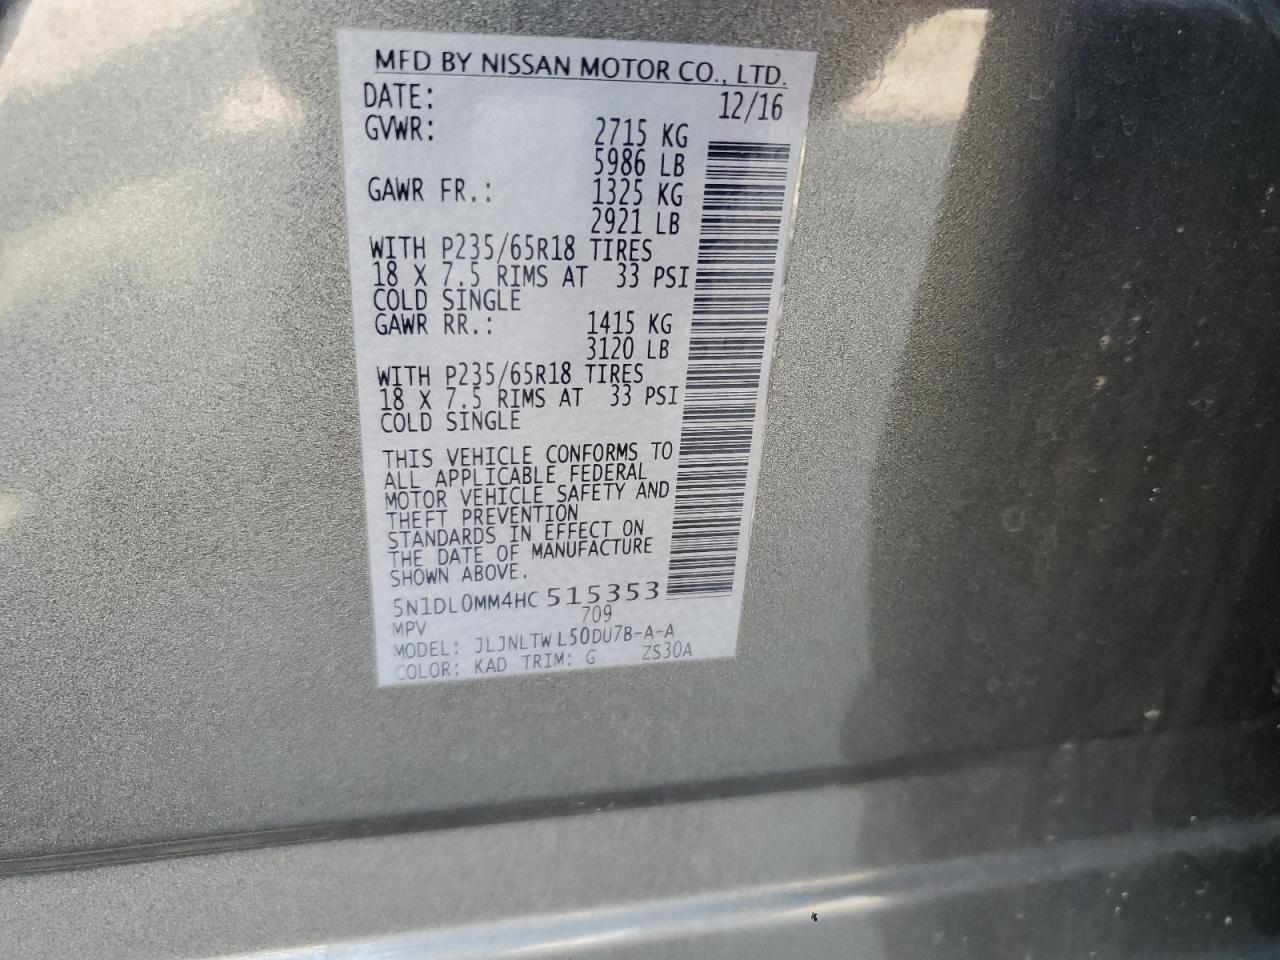 MFD BY NISSAN MOTOR CO., LTD.
DATE: 12/16
GVWR: 2715 KG
5986 LB
GAWR FR.: 1325 KG
2921 LB
WITH P235/65R18 TIRES
18 X 7.5 RIMS AT 33 PSI
COLD SINGLE
GAWR RR.: 1415 KG
3120 LB
WITH P235/65R18 TIRES
18 X 7.5 RIMS AT 33 PSI
COLD SINGLE
THIS VEHICLE CONFORMS TO
ALL APPLICABLE FEDERAL
MOTOR VEHICLE SAFETY AND
THEFT PREVENTION
STANDARDS IN EFFECT ON
THE DATE OF MANUFACTURE
SHOWN ABOVE.
5N1DL0MM4HC 515353
MPV 709
MODEL: JLJNLTW L50DU7B-A-A
COLOR: KAD TRIM: G ZS30A